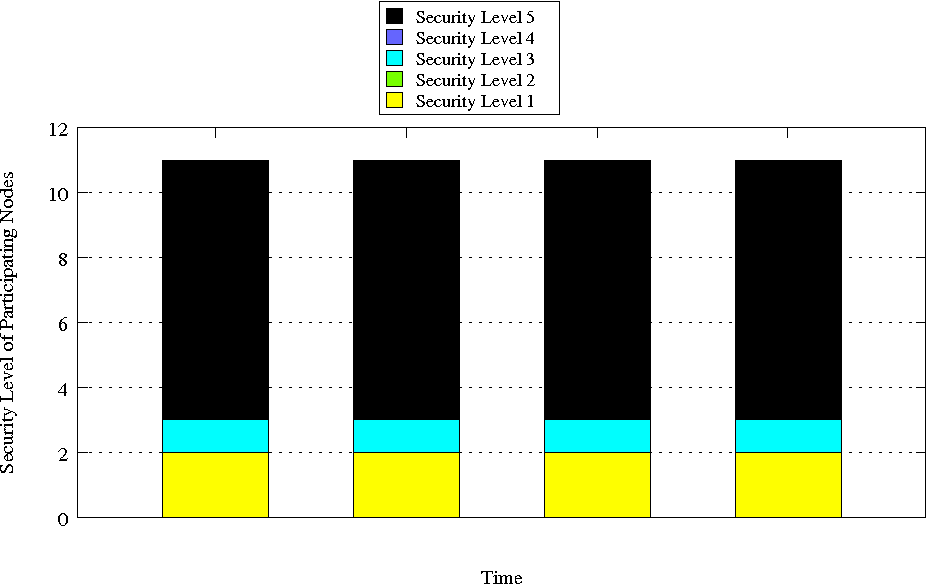 Security Level 5
Security Level 4
Security Level 3
Security Level 2
Security Level 1
12
10
8
6
4
2
0
Security Level of Participating Nodes
Time